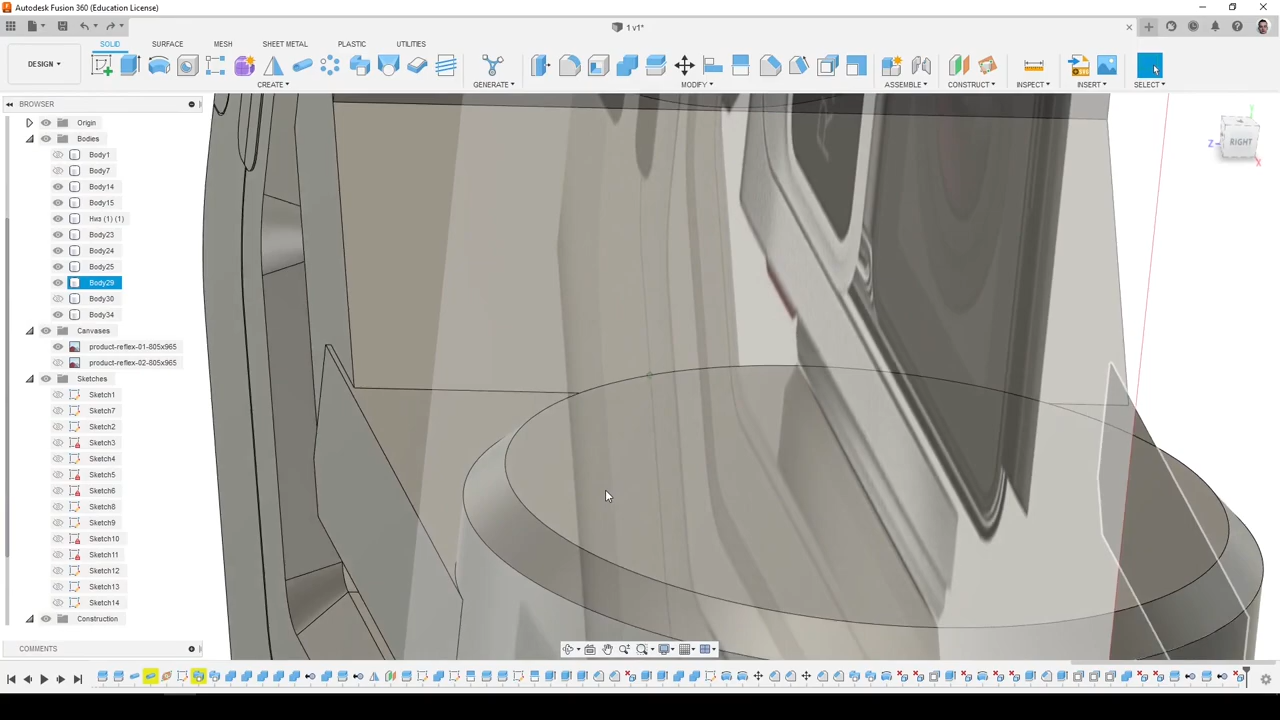 Autodesk Fusion 360 (Education License)
1 v1*
SOLID SURFACE MESH SHEET METAL PLASTIC UTILITIES
DESIGN
CREATE GENERATE MODIFY ASSEMBLE CONSTRUCT INSPECT INSERT SELECT
BROWSER
Origin
Bodies
Body1
Body7
Body14
Body15
Низ (1) (1)
Body23
Body24
Body25
Body29
Body30
Body34
Canvases
product-reflex-01-805x965
product-reflex-02-805x965
Sketches
Sketch1
Sketch7
Sketch2
Sketch3
Sketch4
Sketch5
Sketch6
Sketch8
Sketch9
Sketch10
Sketch11
Sketch12
Sketch13
Sketch14
Construction
COMMENTS
Y
Z
RIGHT
X